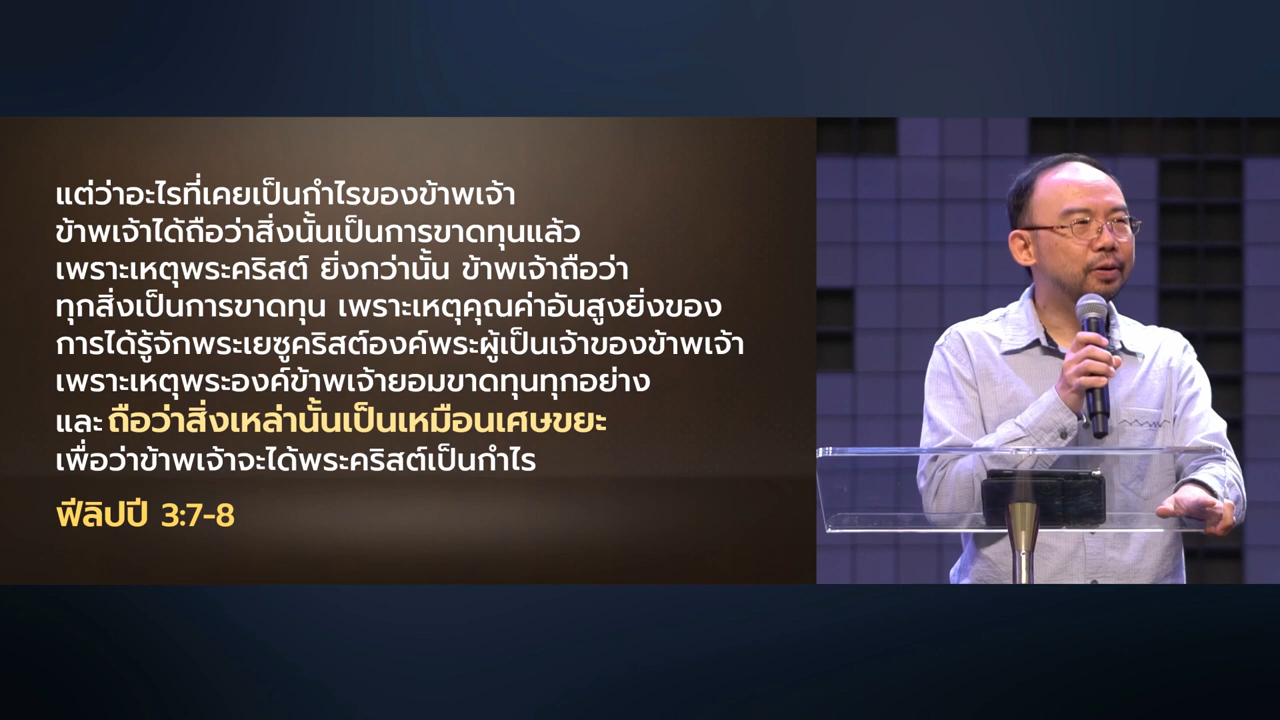 แต่ว่าอะไรที่เคยเป็นกำไรของข้าพเจ้า
ข้าพเจ้าได้ถือว่าสิ่งนั้นเป็นการขาดทุนแล้ว
เพราะเหตุพระคริสต์ ยิ่งกว่านั้น ข้าพเจ้าถือว่า
ทุกสิ่งเป็นการขาดทุน เพราะเหตุคุณค่าอันสูงยิ่งของ
การได้รู้จักพระเยซูคริสต์องค์พระผู้เป็นเจ้าของข้าพเจ้า
เพราะเหตุพระองค์ข้าพเจ้ายอมขาดทุนทุกอย่าง
และ ถือว่าสิ่งเหล่านั้นเป็นเหมือนเศษขยะ
เพื่อว่าข้าพเจ้าจะได้พระคริสต์เป็นกำไร
ฟีลิปปี 3:7-8